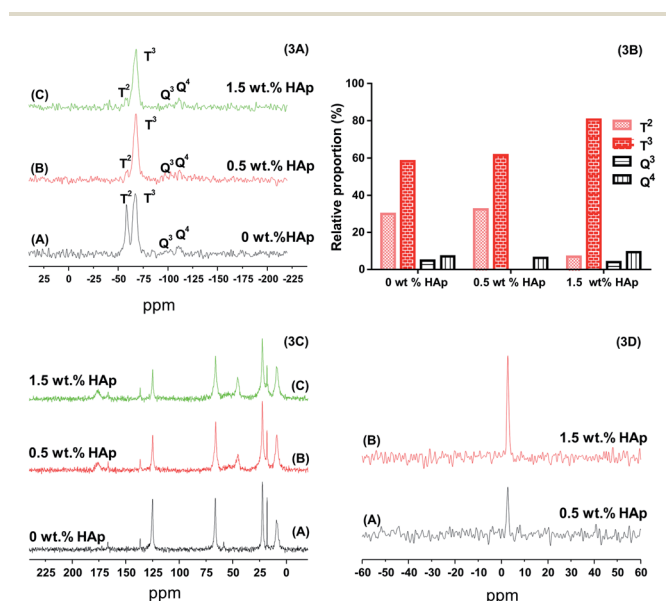 (3A)
T³
(C)
T²
1.5 wt.% HAp
Q³ Q⁴
T³
(B)
T²
0.5 wt.% HAp
Q³ Q⁴
T² T³
(A)
Q³ Q⁴
0 wt.%HAp
25 0 -25 -50 -75 -100 -125 -150 -175 -200 -225
ppm
(3B)
Relative proportion (%)
100
80
60
40
20
0
T²
T³
Q³
Q⁴
0 wt % HAp 0.5 wt % HAp 1.5 wt% HAp
(3C)
1.5 wt.% HAp
(C)
0.5 wt.% HAp
(B)
0 wt.% HAp
(A)
225 200 175 150 125 100 75 50 25 0
ppm
(3D)
(B)
1.5 wt.% HAp
(A)
0.5 wt.% HAp
-60 -50 -40 -30 -20 -10 0 10 20 30 40 50 60
ppm